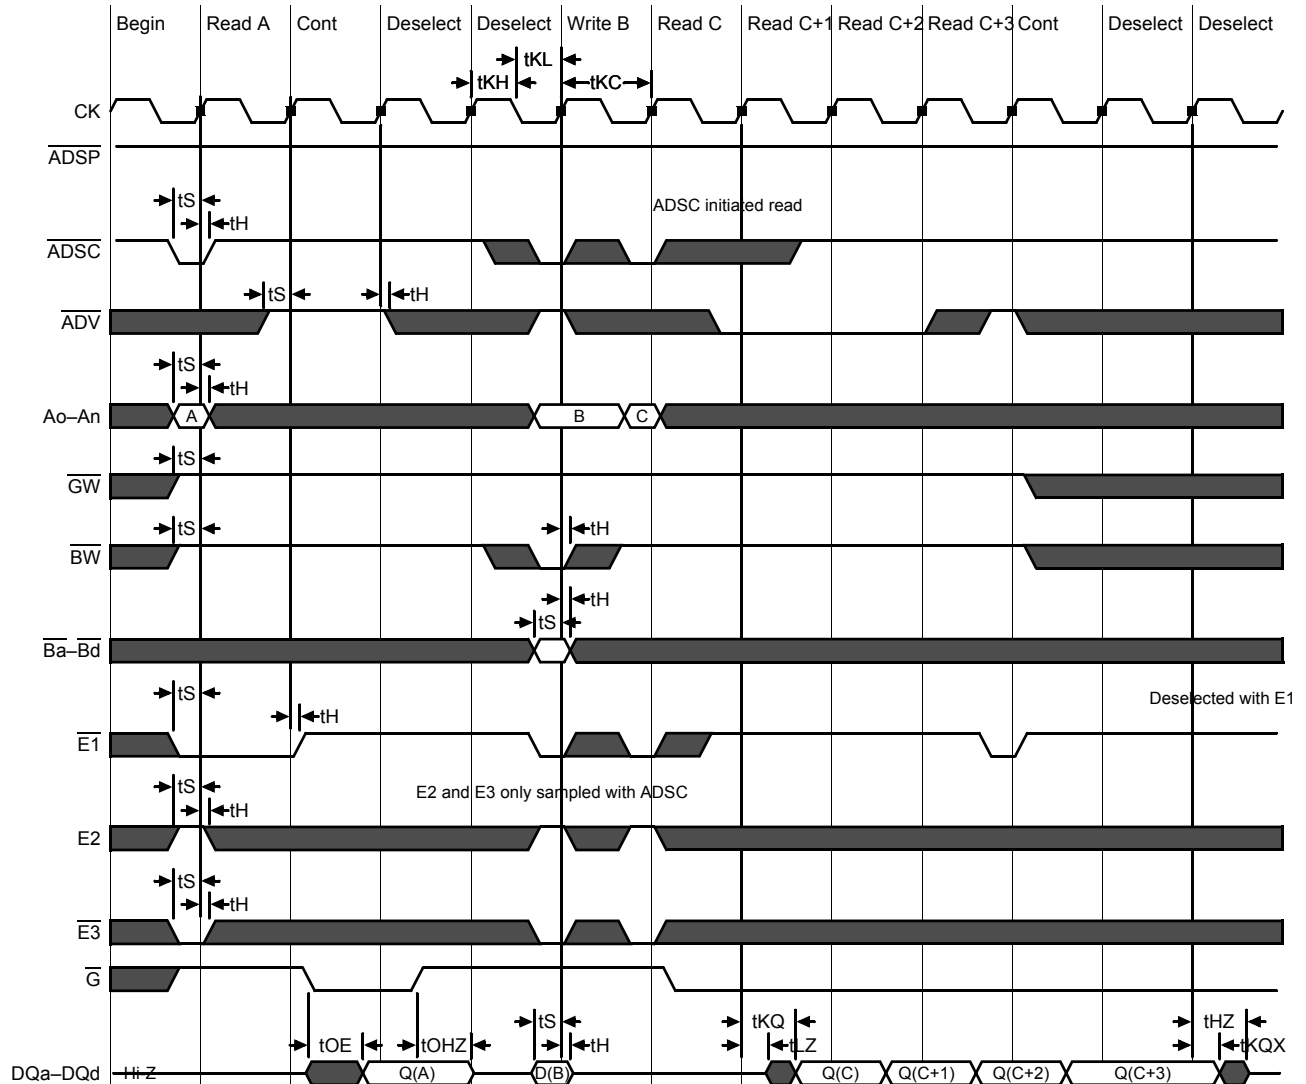 Begin Read A Cont Deselect Deselect Write B Read C Read C+1 Read C+2 Read C+3 Cont Deselect Deselect
tKL
tKH tKC
CK
ADSP
tS
ADSC initiated read
tH
ADSC
tS tH
ADV
tS
tH
Ao–An A B C
tS
GW
tS tH
BW
tH
tS
Ba–Bd
tS
Deselected with E1
tH
E1
tS
E2 and E3 only sampled with ADSC
tH
E2
tS
tH
E3
G
tS tKQ tHZ
tOE tOHZ tH tLZ tKQX
DQa–DQd Hi-Z Q(A) D(B) Q(C) Q(C+1) Q(C+2) Q(C+3)